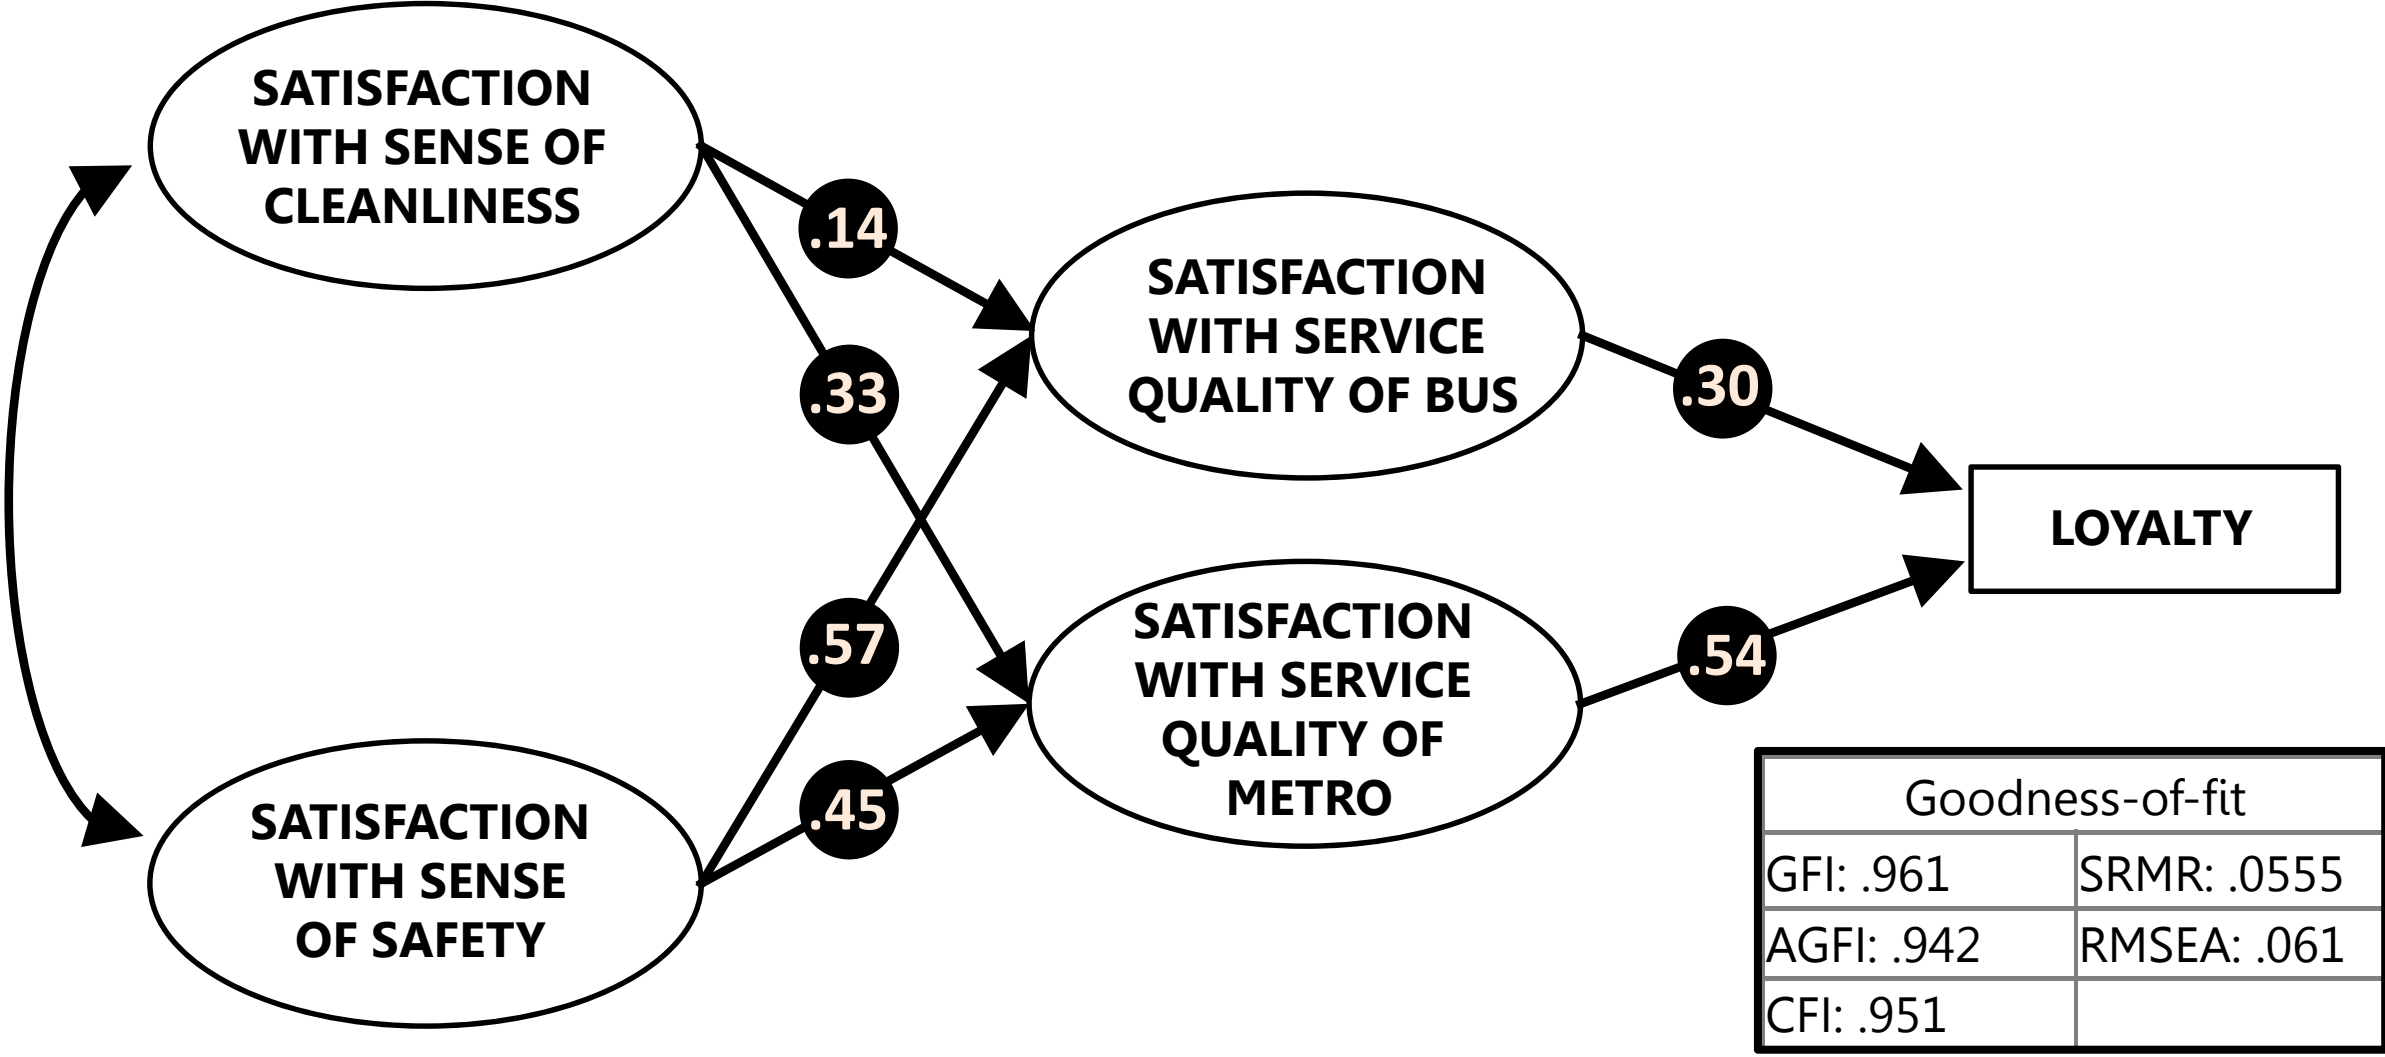 SATISFACTION
WITH SENSE OF
CLEANLINESS
.14
.33
.57
.45
SATISFACTION
WITH SENSE
OF SAFETY
SATISFACTION
WITH SERVICE
QUALITY OF BUS
SATISFACTION
WITH SERVICE
QUALITY OF
METRO
.30
.54
LOYALTY
Goodness-of-fit
GFI: .961 SRMR: .0555
AGFI: .942 RMSEA: .061
CFI: .951